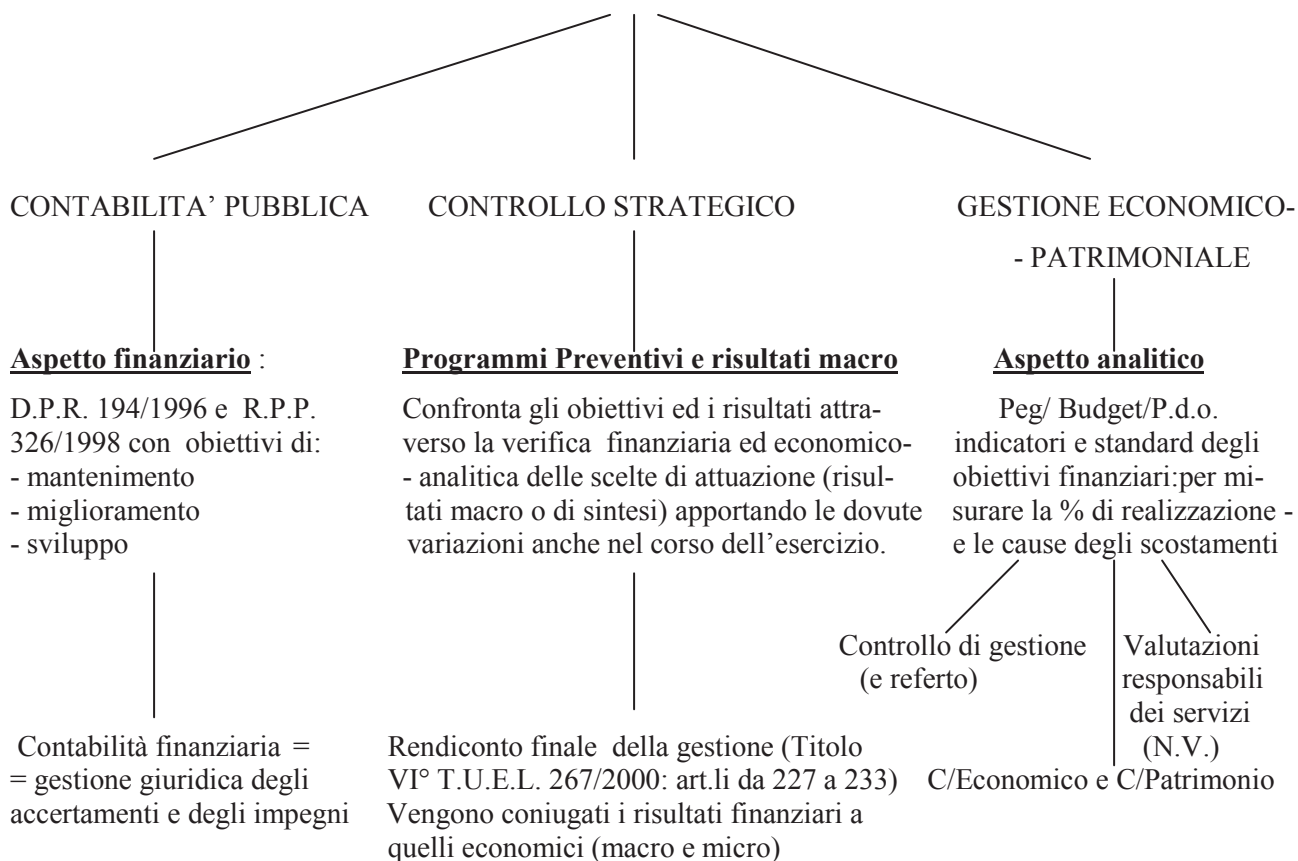 CONTABILITA’ PUBBLICA
Aspetto finanziario :
D.P.R. 194/1996 e R.P.P.
326/1998 con obiettivi di:
- mantenimento
- miglioramento
- sviluppo
Contabilità finanziaria =
= gestione giuridica degli
accertamenti e degli impegni
CONTROLLO STRATEGICO
Programmi Preventivi e risultati macro
Confronta gli obiettivi ed i risultati attra-
verso la verifica finanziaria ed economico-
- analitica delle scelte di attuazione (risul-
tati macro o di sintesi) apportando le dovute
variazioni anche nel corso dell’esercizio.
Rendiconto finale della gestione (Titolo
VI° T.U.E.L. 267/2000: art.li da 227 a 233)
Vengono coniugati i risultati finanziari a
quelli economici (macro e micro)
GESTIONE ECONOMICO-
- PATRIMONIALE
Aspetto analitico
Peg/ Budget/P.d.o.
indicatori e standard degli
obiettivi finanziari:per mi-
surare la % di realizzazione -
e le cause degli scostamenti
Controllo di gestione
(e referto)
Valutazioni
responsabili
dei servizi
(N.V.)
C/Economico e C/Patrimonio